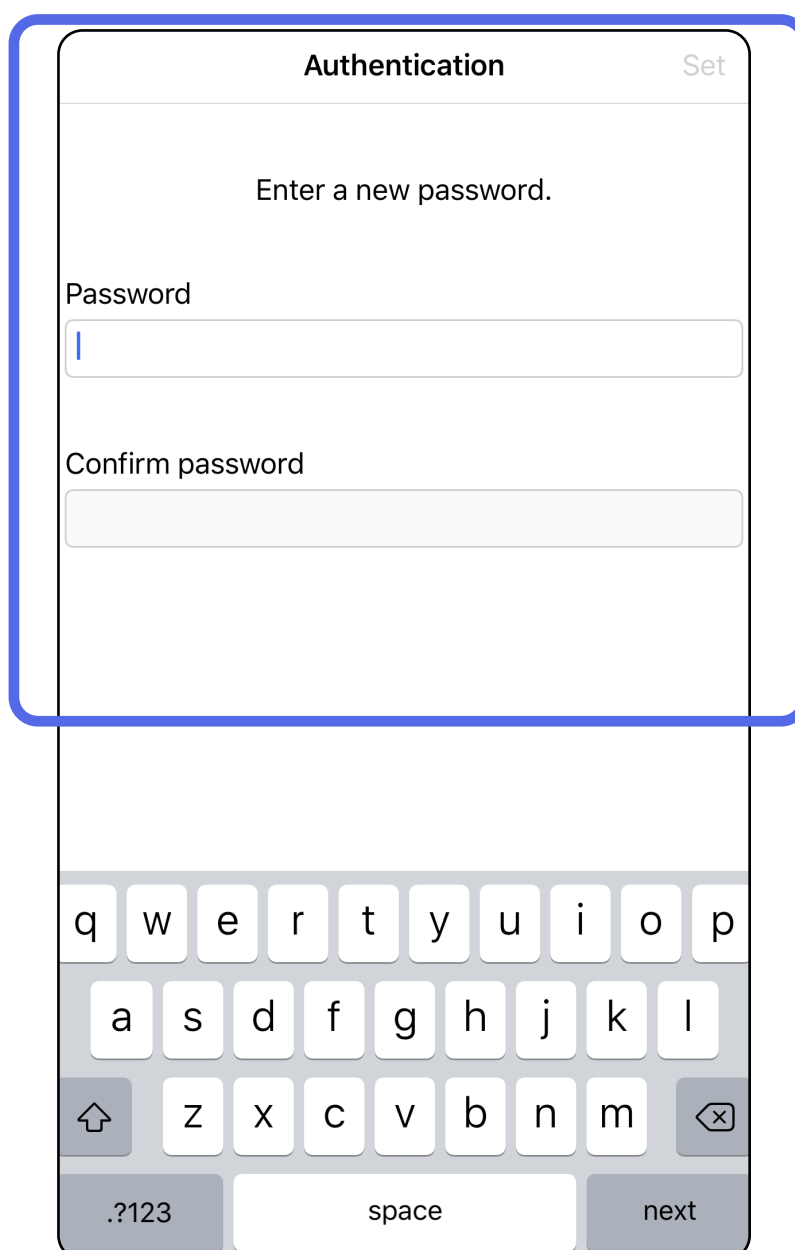 Authentication Set
Enter a new password.
Password
Confirm password
q w e r t y u i o p
a s d f g h j k l
z x c v b n m
.?123 space next